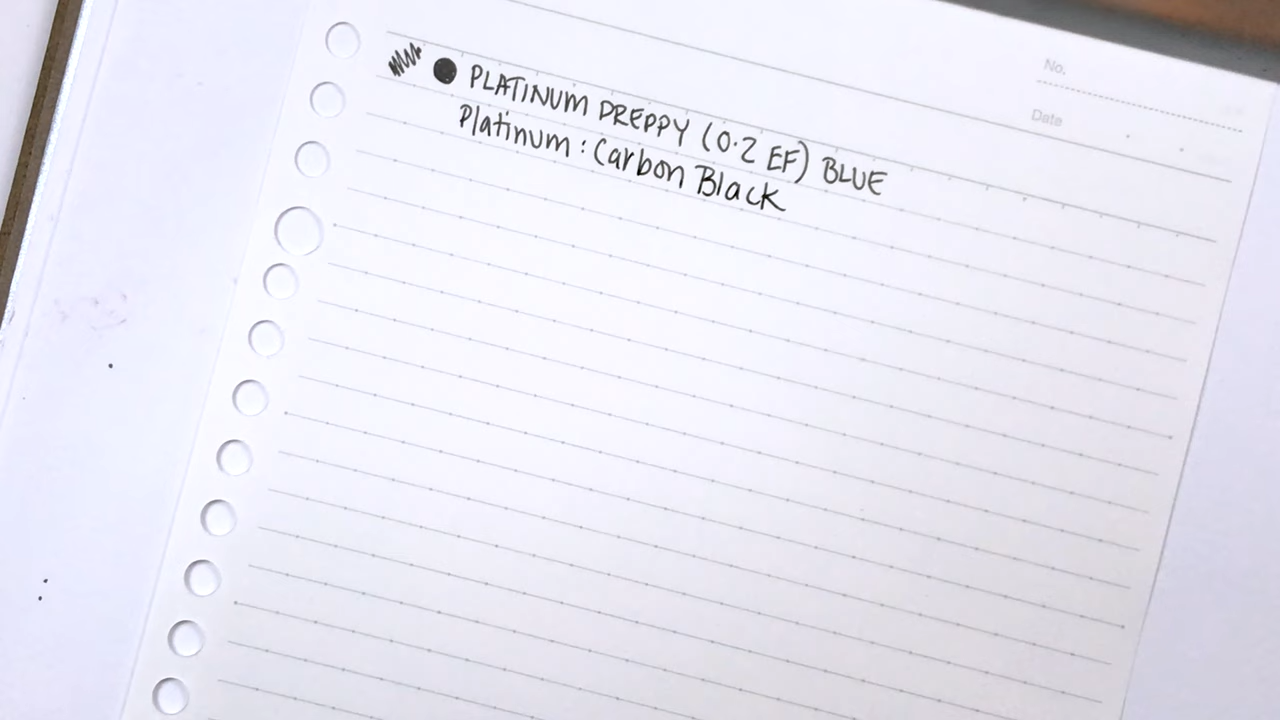 No.
Date
PLATINUM PREPPY (0.2 EF) BLUE
Platinum : Carbon Black